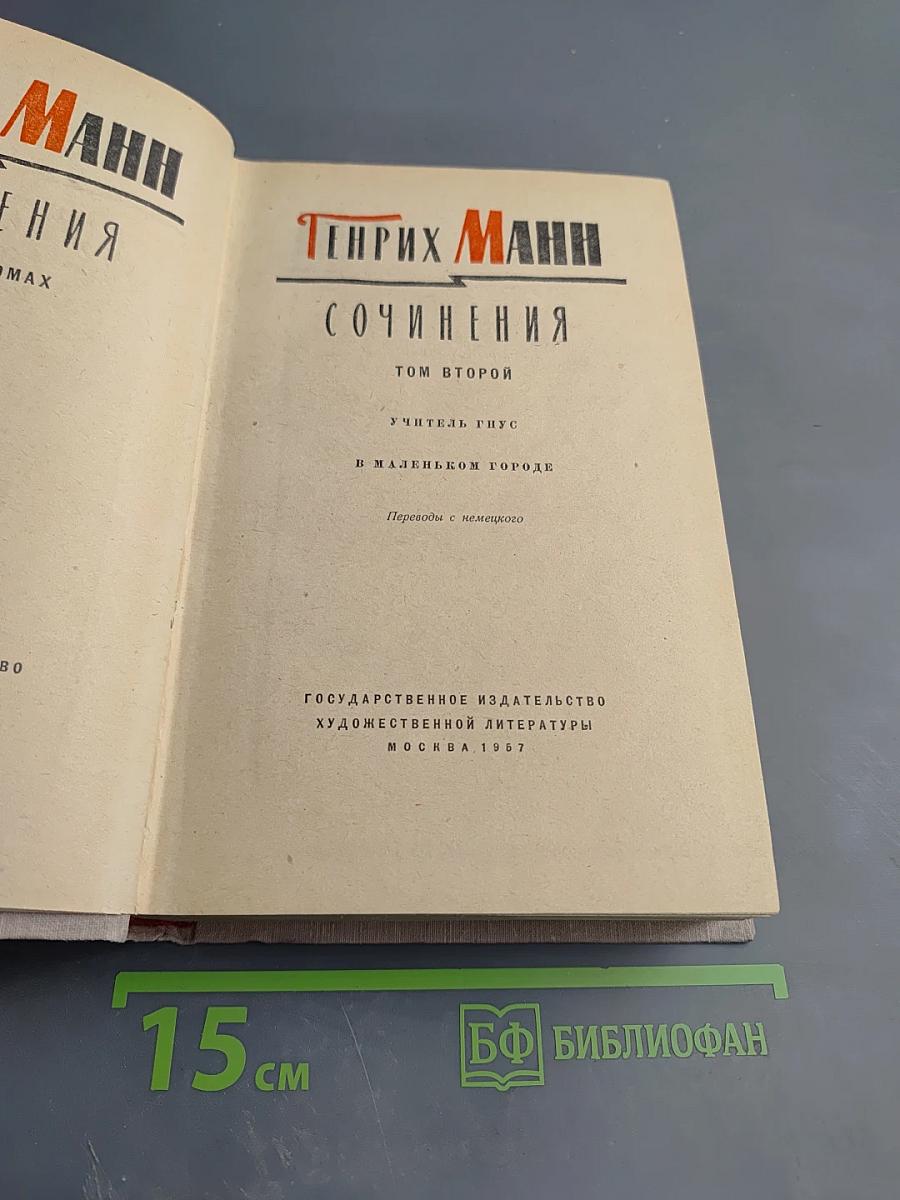 МАНН
ЕНИЯ
ОМАХ
ВО
ГЕНРИХ МАНН
СОЧИНЕНИЯ
ТОМ ВТОРОЙ
УЧИТЕЛЬ ГНУС
В МАЛЕНЬКОМ ГОРОДЕ
Переводы с немецкого
ГОСУДАРСТВЕННОЕ ИЗДАТЕЛЬСТВО
ХУДОЖЕСТВЕННОЙ ЛИТЕРАТУРЫ
МОСКВА 1957
15 см
БФ БИБЛИОФАН